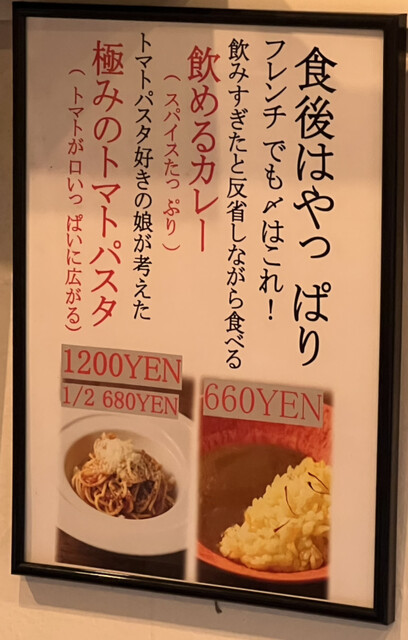 食後はやっぱり
フレンチ でも〆はこれ！
飲みすぎたと反省しながら食べる
飲めるカレー
（スパイスたっぷり）
トマトパスタ好きの娘が考えた
極みのトマトパスタ
（トマトが口いっぱいに広がる）
1200YEN
1/2 680YEN
660YEN